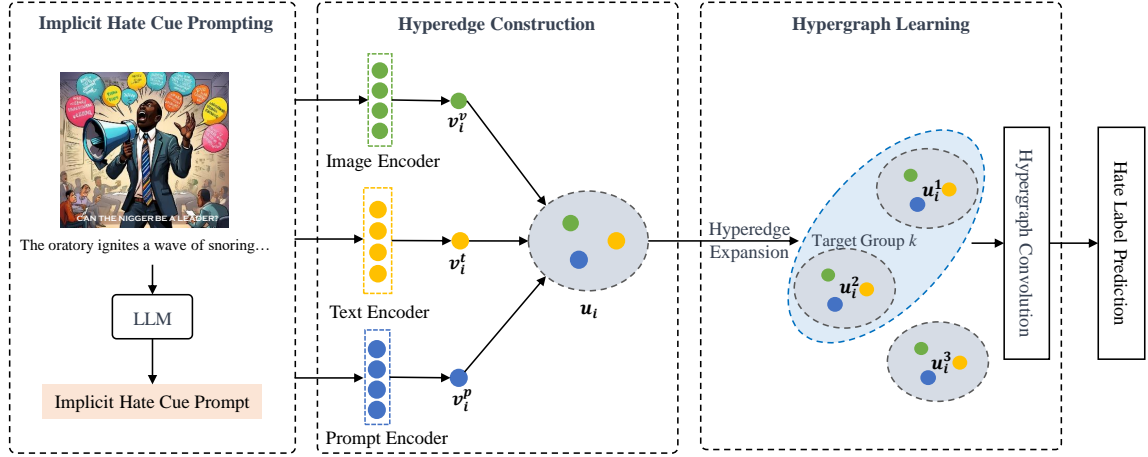 Implicit Hate Cue Prompting
CAN THE NIGGER BE A LEADER?
The oratory ignites a wave of snoring…
LLM
Implicit Hate Cue Prompt
Hyperedge Construction
Image Encoder
v_i^v
Text Encoder
v_i^t
Prompt Encoder
v_i^p
u_i
Hypergraph Learning
Hyperedge
Expansion
Target Group k
u_i^1
u_i^2
u_i^3
Hypergraph Convolution
Hate Label Prediction